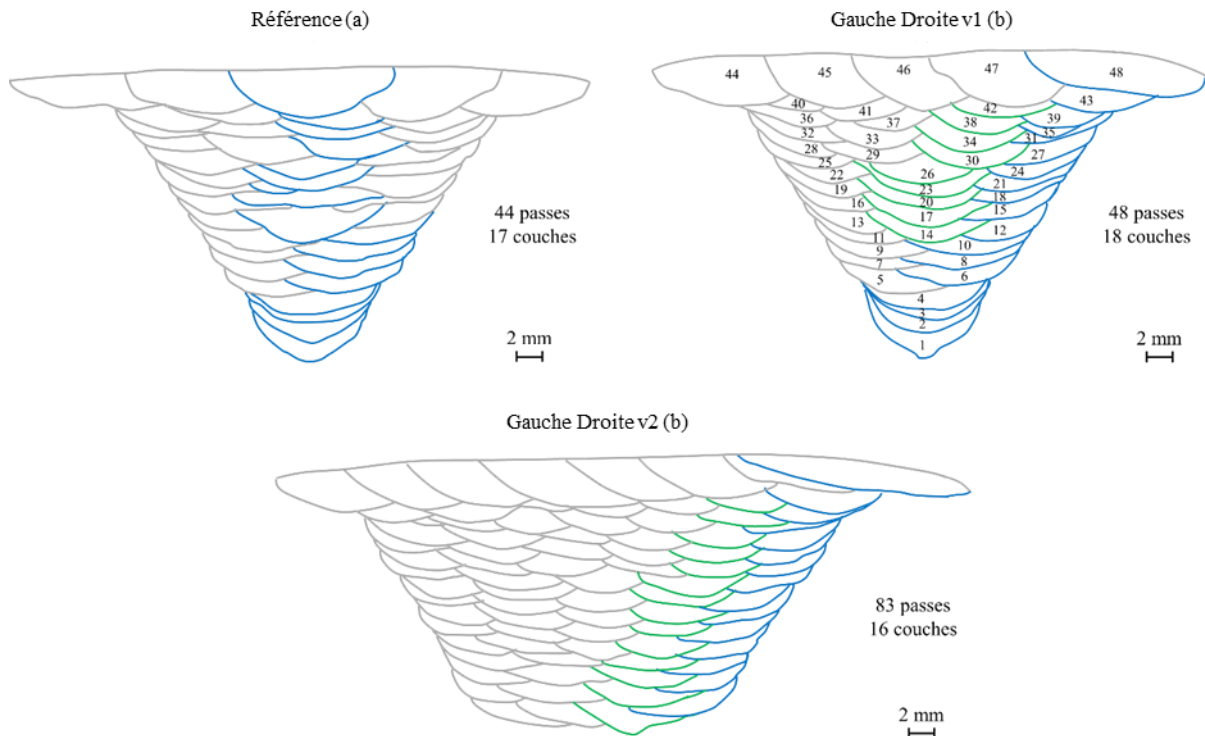 Référence (a)
Gauche Droite v1 (b)
44 passes
17 couches
2 mm
44 45 46 47 48
40 41 42 43
36 37 38 39
32 33 34 35
31
28 29 30 27
25 26 24
22 23 21
19 20 18
16 17 15
13 14 12
11 10
9 8
7 6
5
4
3
2
1
48 passes
18 couches
2 mm
Gauche Droite v2 (b)
83 passes
16 couches
2 mm